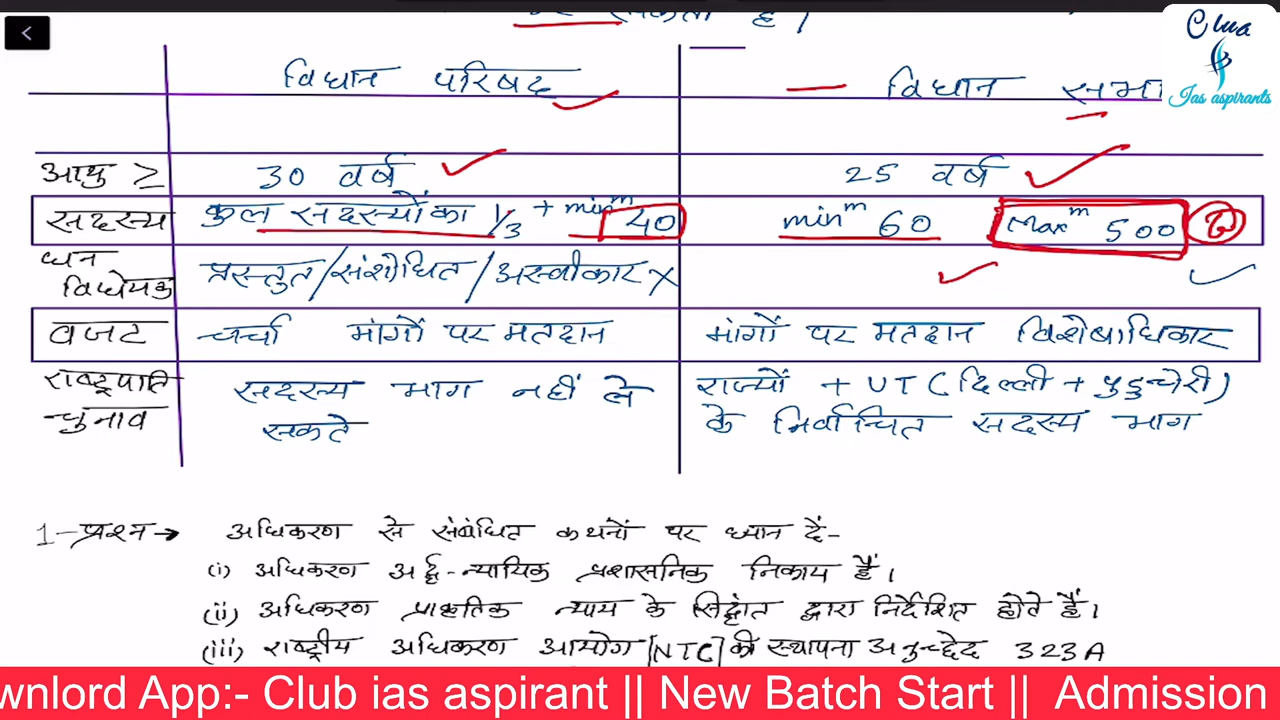 सकता है।
Club
Ias aspirants
विधान परिषद
विधान सभा
आयु ≥ 30 वर्ष 25 वर्ष
सदस्य कुल सदस्यों का 1/3 + minᵐ 40 minᵐ 60 Maxᵐ 500
धन विधेयक प्रस्तुत/संशोधित/अस्वीकार X
बजट चर्चा मांगों पर मतदान मांगों पर मतदान विशेषाधिकार
राष्ट्रपति सदस्य भाग नहीं ले राज्यों + UT (दिल्ली + पुडुच्चेरी)
चुनाव सकते के निर्वाचित सदस्य भाग
1-प्रश्न→ अधिकरण से संबंधित कथनों पर ध्यान दें-
(i) अधिकरण अर्द्ध-न्यायिक प्रशासनिक निकाय हैं।
(ii) अधिकरण प्राकृतिक न्याय के सिद्धांत द्वारा निर्देशित होते हैं।
(iii) राष्ट्रीय अधिकरण आयोग [NTC] की स्थापना अनुच्छेद 323A
wnlord App:- Club ias aspirant || New Batch Start || Admission